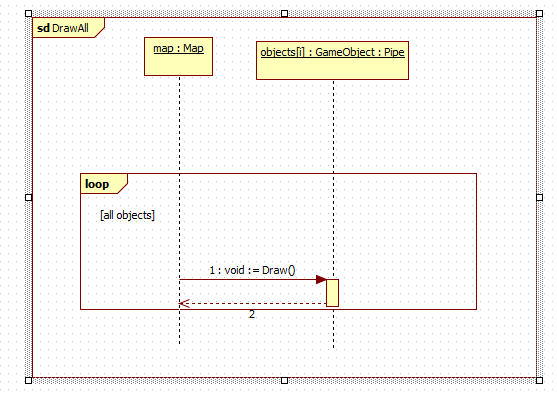 sd DrawAll
map : Map
objects[i] : GameObject : Pipe
loop
[all objects]
1 : void := Draw()
2